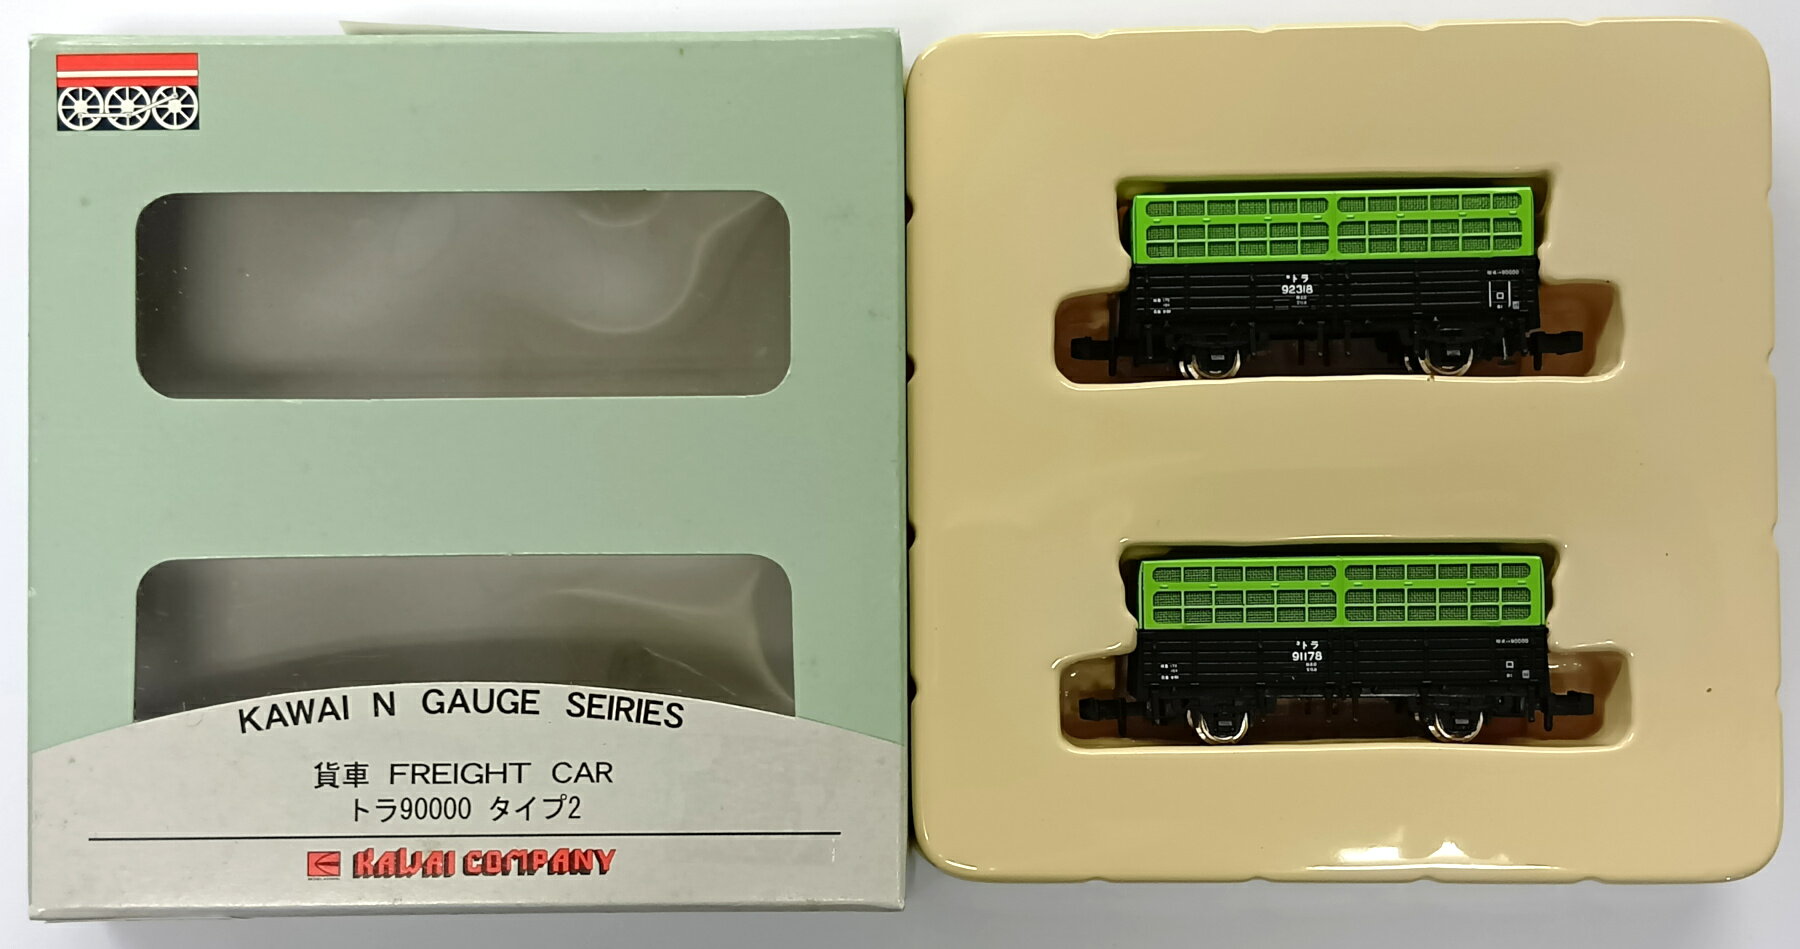 KAWAI N GAUGE SEIRIES
貨車 FREIGHT CAR
トラ90000 タイプ2
KAWAI COMPANY
トラ
92318
トラ
91178